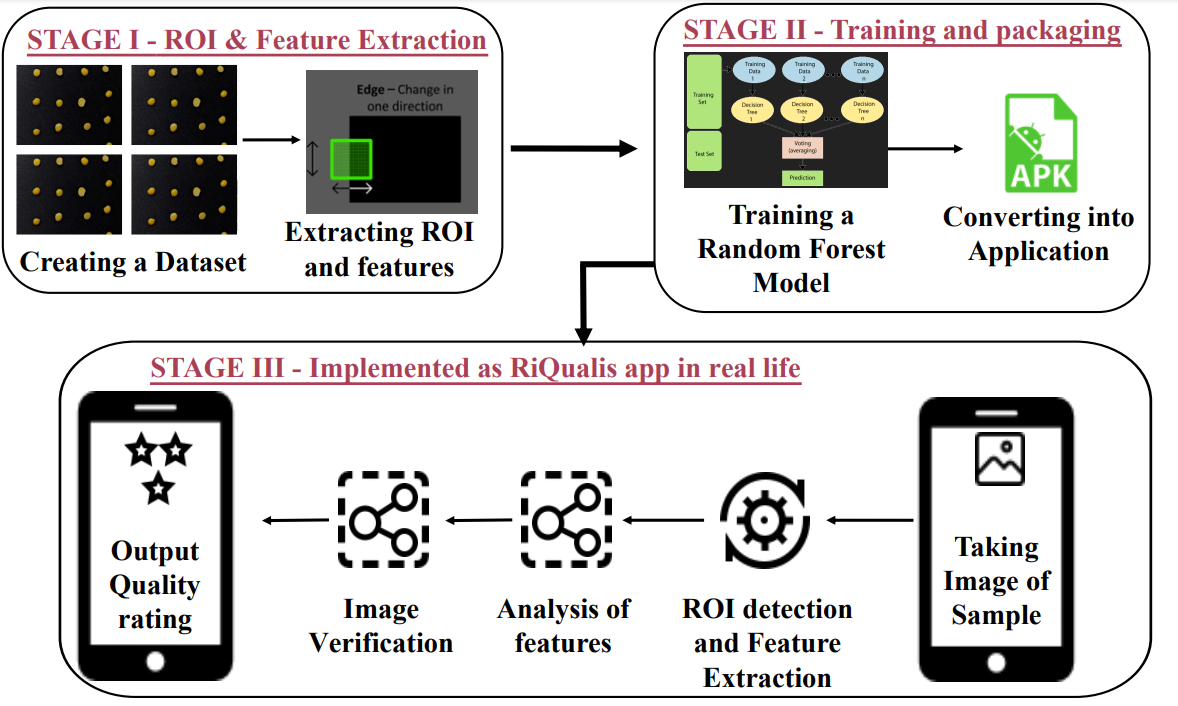 STAGE I - ROI & Feature Extraction
Edge – Change in
one direction
Creating a Dataset
Extracting ROI
and features
STAGE II - Training and packaging
Training
Set
Test Set
Training
Data
1
Training
Data
2
Training
Data
n
Decision
Tree
1
Decision
Tree
2
Decision
Tree
n
Voting
(averaging)
Prediction
Training a
Random Forest
Model
APK
Converting into
Application
STAGE III - Implemented as RiQualis app in real life
Taking
Image of
Sample
ROI detection
and Feature
Extraction
Analysis of
features
Image
Verification
Output
Quality
rating